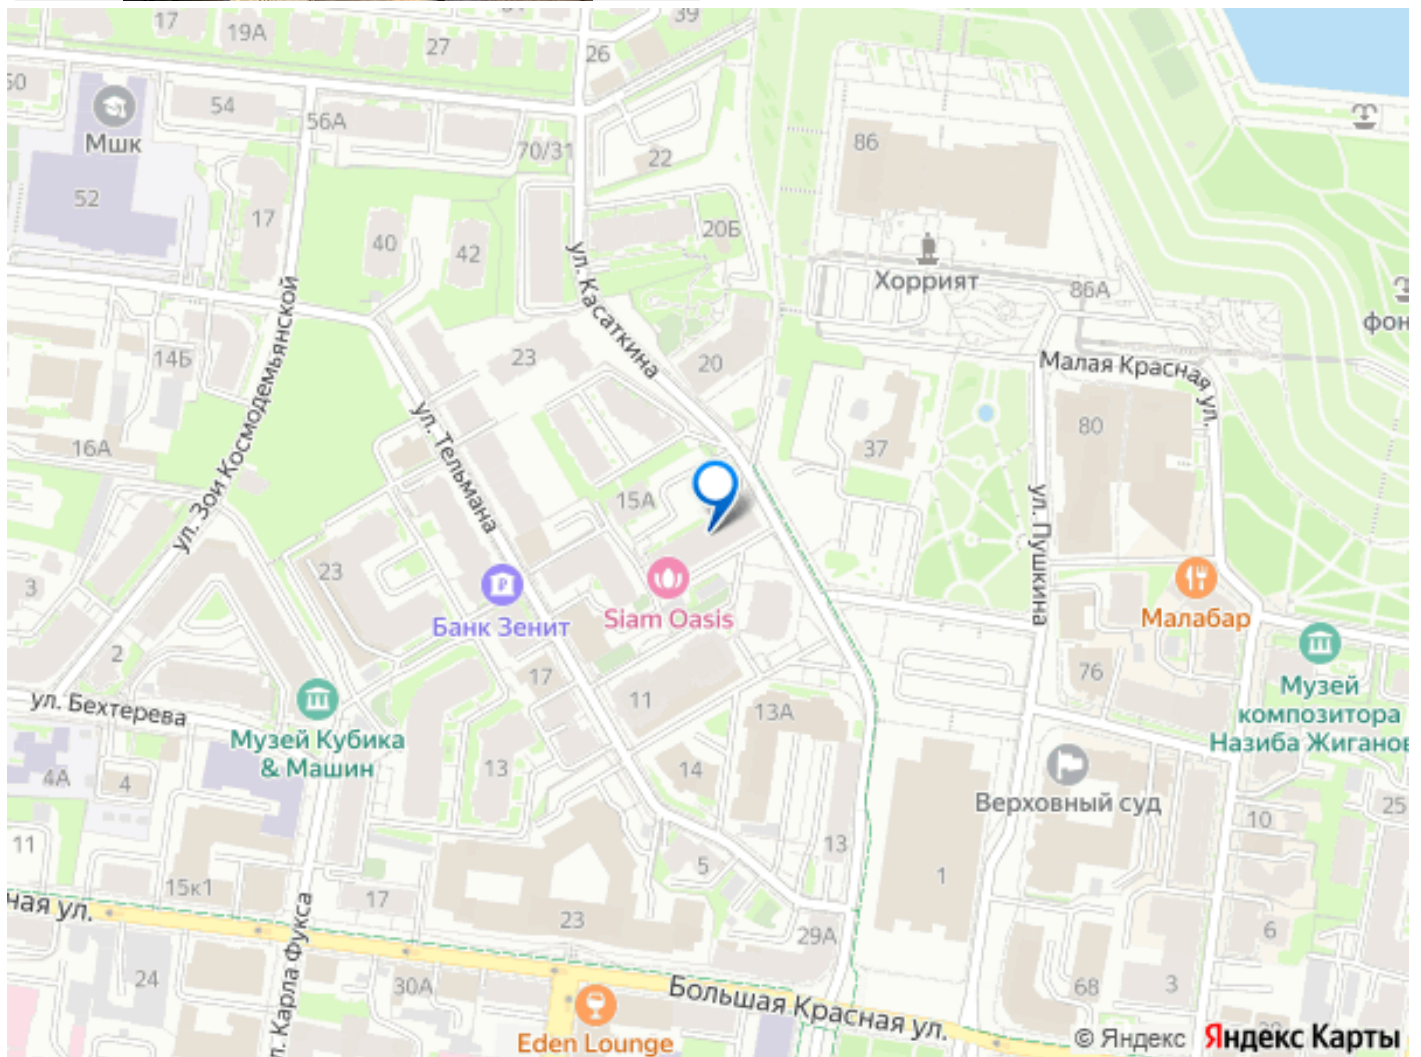 17
19А
27
39
26
50
Мшк
54
56А
70/31
22
86
52
17
40
42
20Б
ул. Касаткина
Хоррият
86А
фон
14Б
23
20
Малая Красная ул.
ул. Зои Космодемьянской
ул. Тельмана
16А
37
80
15А
ул. Пушкина
23
3
Банк Зенит
Siam Oasis
Малабар
2
17
11
76
ул. Бехтерева
13А
Музей
композитора
Назиба Жиганов
Музей Кубика
& Машин
4А
4
13
14
Верховный суд
25
10
11
5
13
15к1
17
1
ная ул.
23
29А
6
24
л. Карла Фукса
30А
68
3
Большая Красная ул.
Eden Lounge
© Яндекс Яндекс Карты